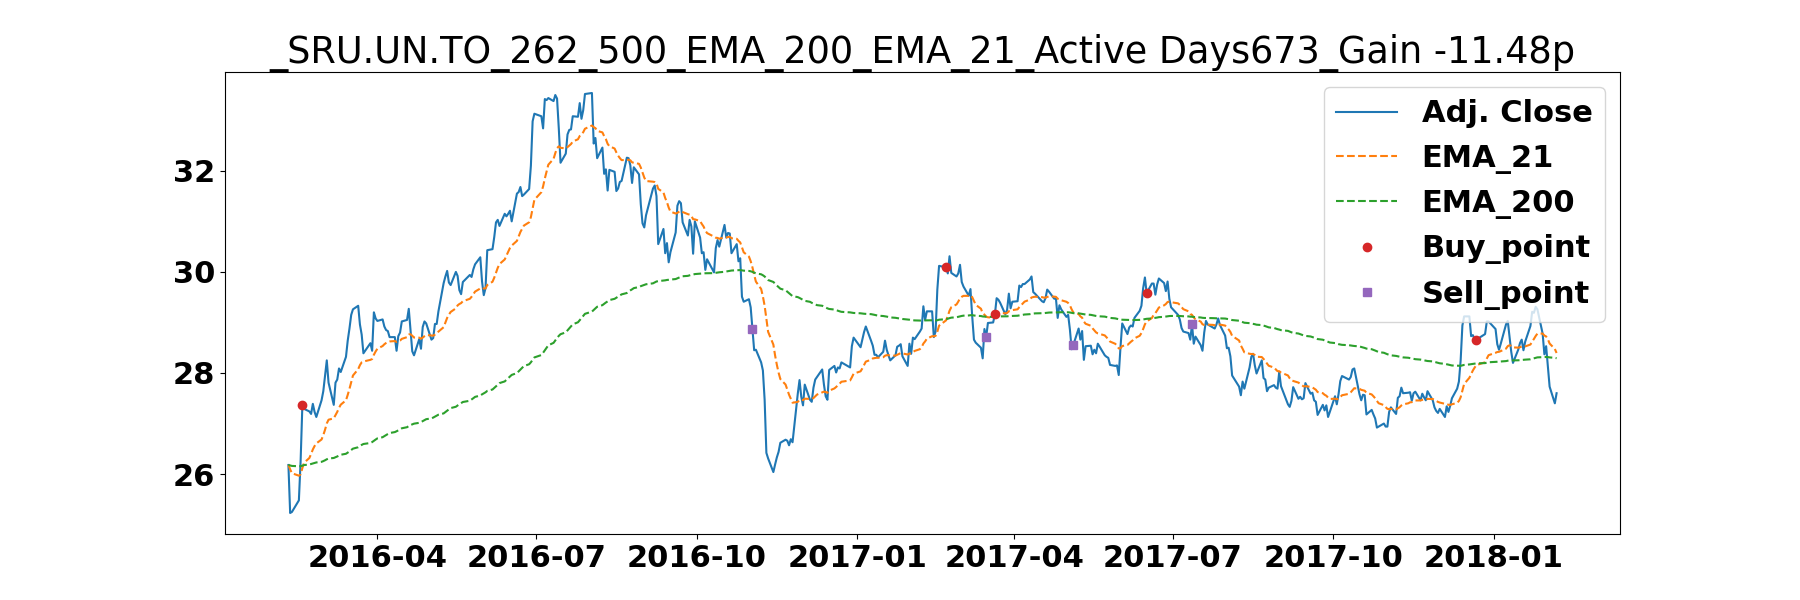 _SRU.UN.TO_262_500_EMA_200_EMA_21_Active Days673_Gain -11.48p
Adj. Close
EMA_21
EMA_200
Buy_point
Sell_point
32
30
28
26
2016-04 2016-07 2016-10 2017-01 2017-04 2017-07 2017-10 2018-01